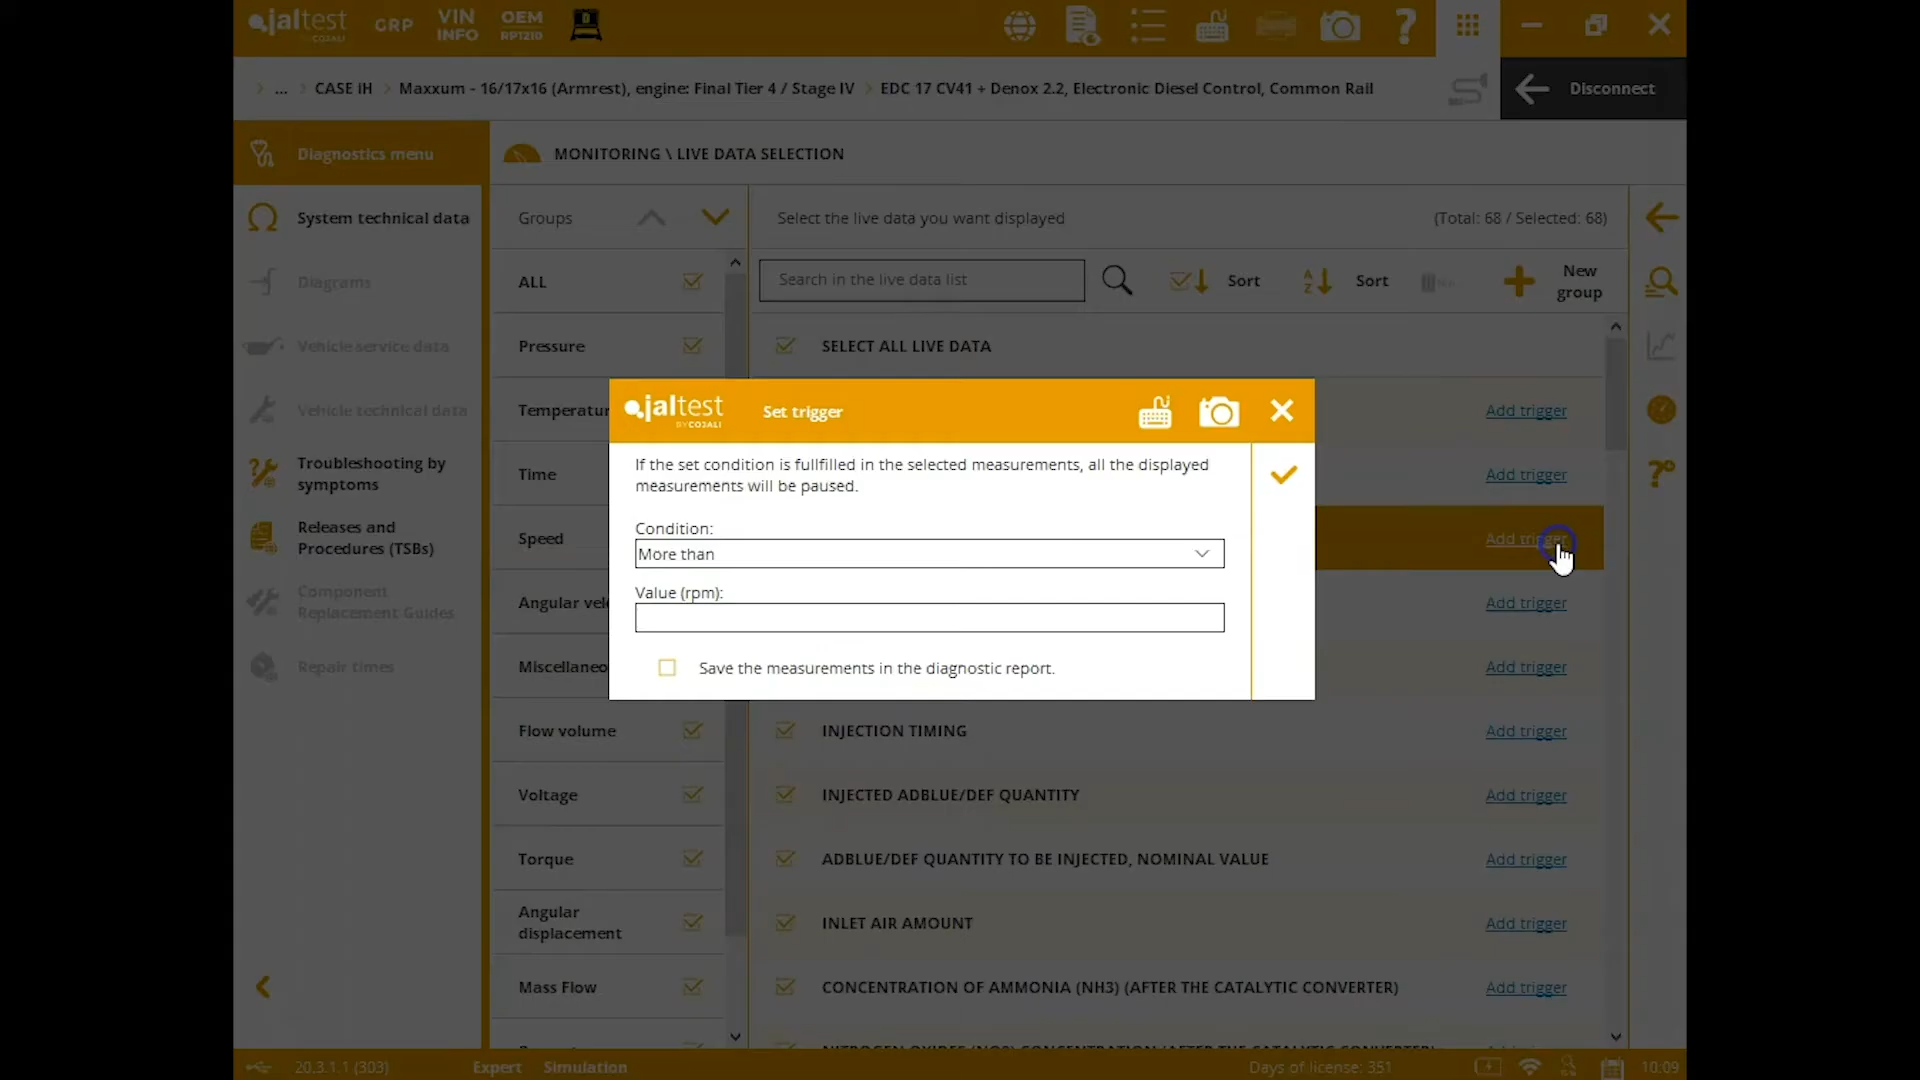 jaltest
BY COJALI
GRP
VIN
INFO
OEM
RP1210
... CASE IH Maxxum - 16/17x16 (Armrest), engine: Final Tier 4 / Stage IV EDC 17 CV41 + Denox 2.2, Electronic Diesel Control, Common Rail
Disconnect
Diagnostics menu
MONITORING \ LIVE DATA SELECTION
System technical data
Groups
Select the live data you want displayed
(Total: 68 / Selected: 68)
Diagrams
ALL
Search in the live data list
Sort
Sort
New
group
Vehicle service data
Pressure
SELECT ALL LIVE DATA
Vehicle technical data
Add trigger
jaltest
BY COJALI
Set trigger
If the set condition is fullfilled in the selected measurements, all the displayed
measurements will be paused.
Condition:
More than
Value (rpm):
Save the measurements in the diagnostic report.
Troubleshooting by
symptoms
Time
Add trigger
Releases and
Procedures (TSBs)
Speed
Add trigger
Component
Replacement Guides
Add trigger
Repair times
Add trigger
Flow volume
INJECTION TIMING
Add trigger
Voltage
INJECTED ADBLUE/DEF QUANTITY
Add trigger
Torque
ADBLUE/DEF QUANTITY TO BE INJECTED, NOMINAL VALUE
Add trigger
Angular
displacement
INLET AIR AMOUNT
Add trigger
Mass Flow
CONCENTRATION OF AMMONIA (NH3) (AFTER THE CATALYTIC CONVERTER)
Add trigger
20.3.1.1 (303)
Expert
Simulation
Days of license: 351
10:09